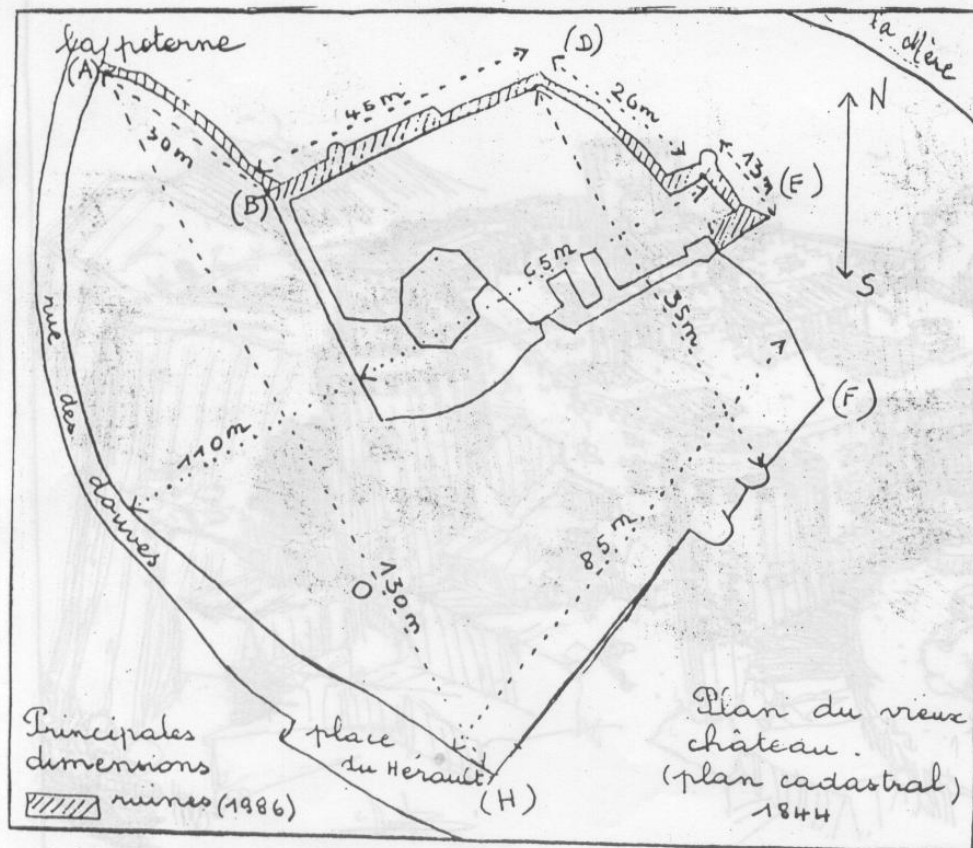 la poterne
(A)
(D)
la Mère
N
45m
26m
30m
13m
(E)
(B)
65m
S
35m
(F)
rue des douves
110m
85m
130m
O
Principales
dimensions
ruines (1986)
place
du Hérault
(H)
Plan du vieux
château.
(plan cadastral)
1844